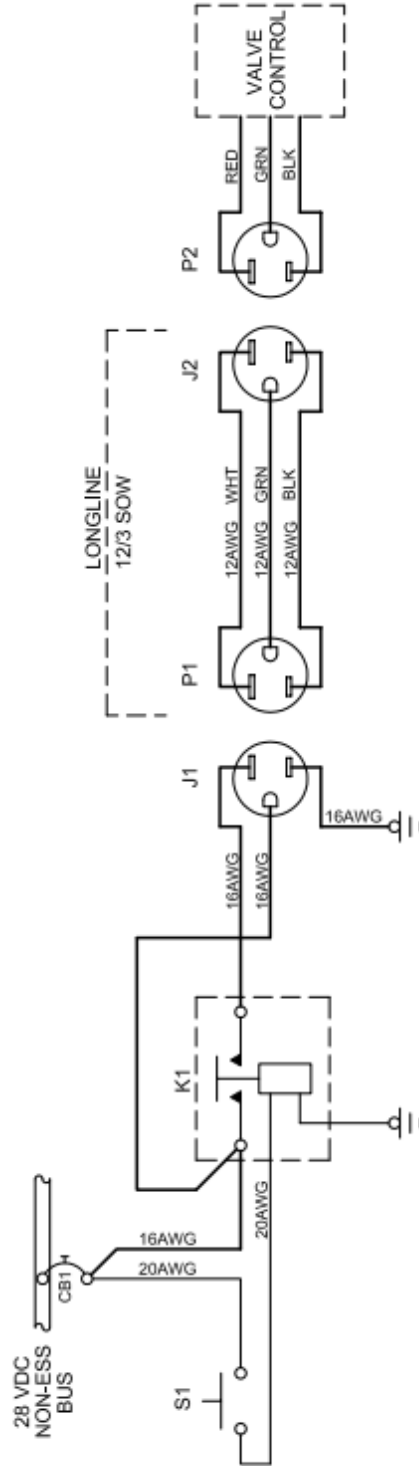 28 VDC
NON-ESS
BUS
CB1
16AWG
20AWG
S1
K1
20AWG
16AWG
16AWG
16AWG
J1
P1
LONGLINE
12/3 SOW
12AWG WHT
12AWG GRN
12AWG BLK
J2
P2
RED
GRN
BLK
VALVE
CONTROL